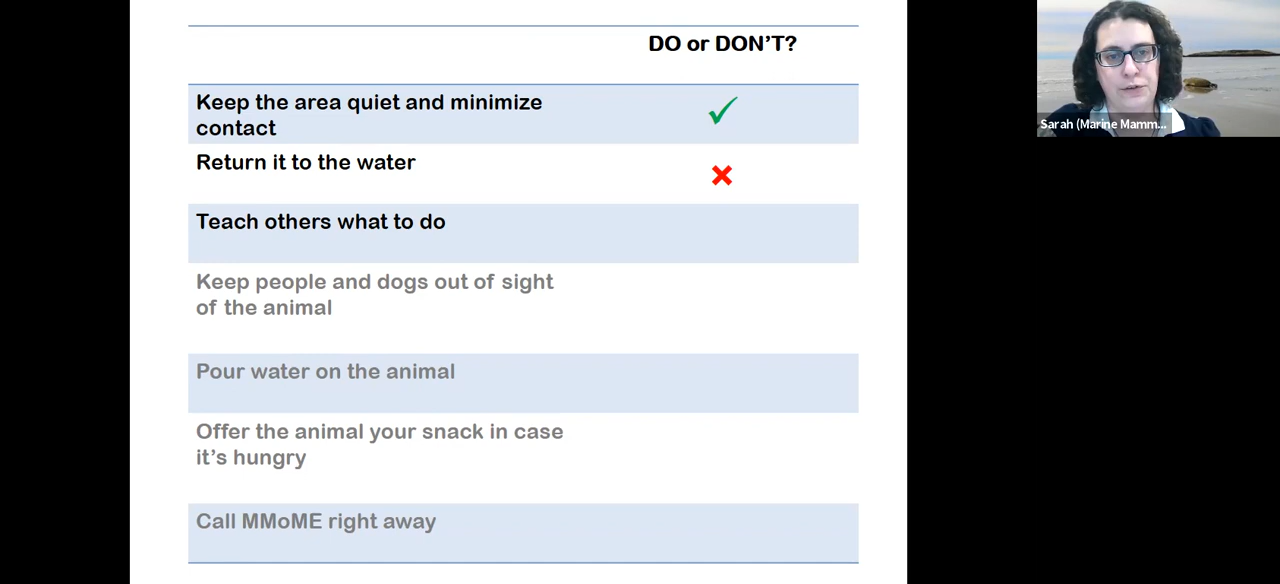 DO or DON’T?
Keep the area quiet and minimize
contact
Return it to the water
Teach others what to do
Keep people and dogs out of sight
of the animal
Pour water on the animal
Offer the animal your snack in case
it’s hungry
Call MMoME right away
Sarah (Marine Mamm...